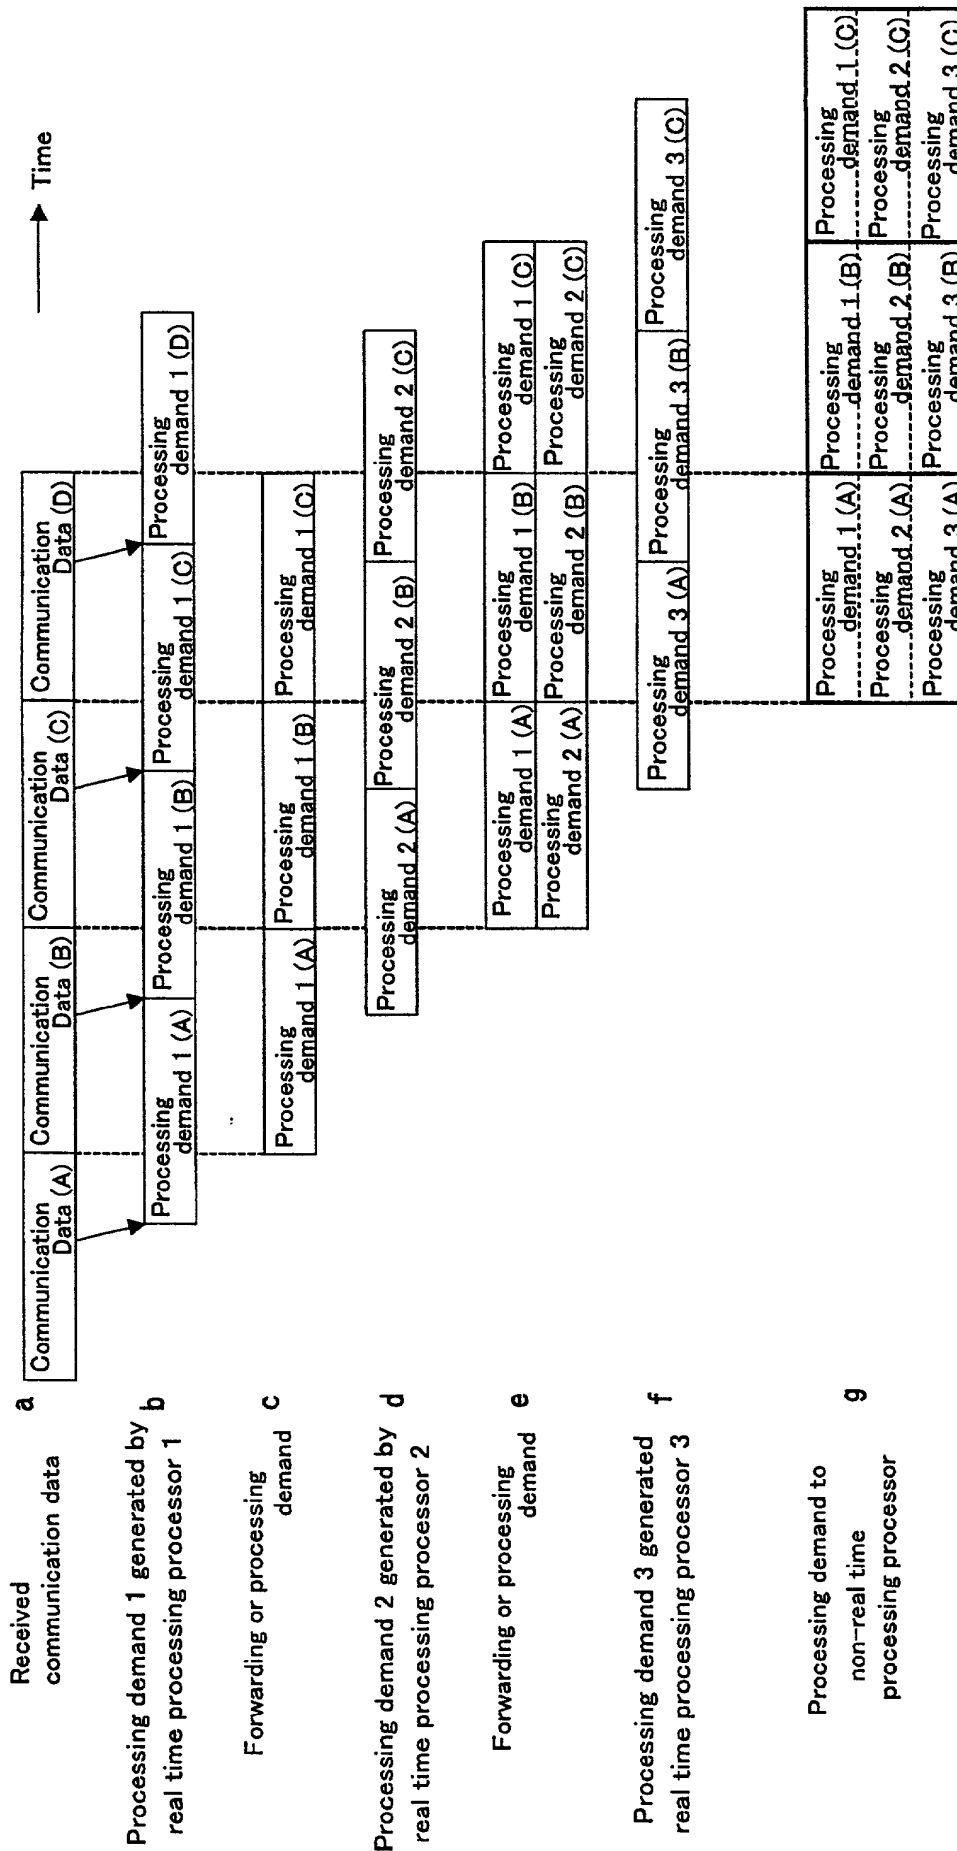 Time
Received
communication data
a
Communication
Data (A)
Communication
Data (B)
Communication
Data (C)
Communication
Data (D)
Processing demand 1 generated by
real time processing processor 1
b
Processing
demand 1 (A)
Processing
demand 1 (B)
Processing
demand 1 (C)
Processing
demand 1 (D)
Forwarding or processing
demand
c
Processing
demand 1 (A)
Processing
demand 1 (B)
Processing
demand 1 (C)
Processing demand 2 generated by
real time processing processor 2
d
Processing
demand 2 (A)
Processing
demand 2 (B)
Processing
demand 2 (C)
Forwarding or processing
demand
e
Processing
demand 1 (A)
Processing
demand 1 (B)
Processing
demand 1 (C)
Processing
demand 2 (A)
Processing
demand 2 (B)
Processing
demand 2 (C)
Processing demand 3 generated
real time processing processor 3
f
Processing
demand 3 (A)
Processing
demand 3 (B)
Processing
demand 3 (C)
Processing demand to
non-real time
processing processor
g
Processing
demand 1 (A)
Processing
demand 1 (B)
Processing
demand 1 (C)
Processing
demand 2 (A)
Processing
demand 2 (B)
Processing
demand 2 (C)
Processing
demand 3 (A)
Processing
demand 3 (B)
Processing
demand 3 (C)